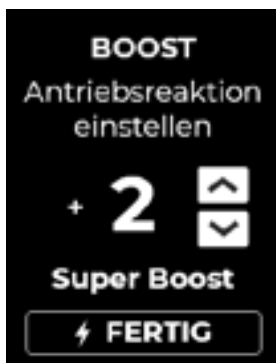 BOOST
Antriebsreaktion
einstellen
+ 2
Super Boost
FERTIG